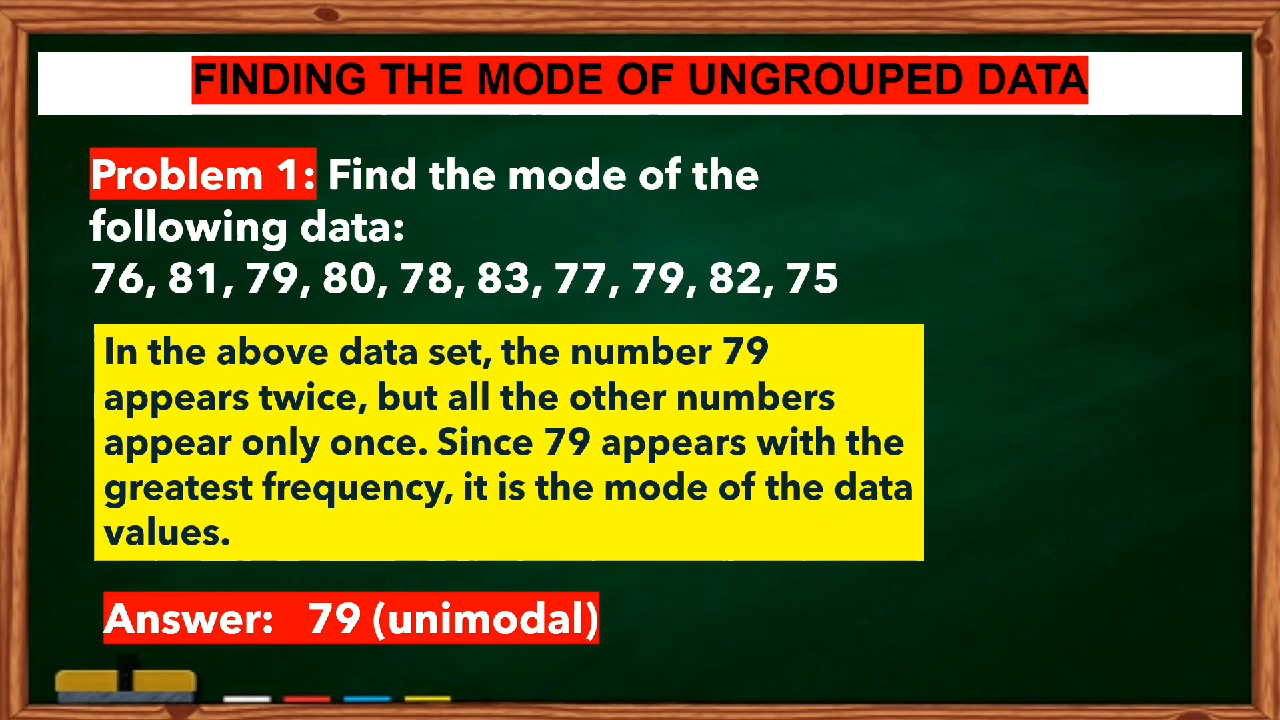 FINDING THE MODE OF UNGROUPED DATA
Problem 1: Find the mode of the
following data:
76, 81, 79, 80, 78, 83, 77, 79, 82, 75
In the above data set, the number 79
appears twice, but all the other numbers
appear only once. Since 79 appears with the
greatest frequency, it is the mode of the data
values.
Answer: 79 (unimodal)